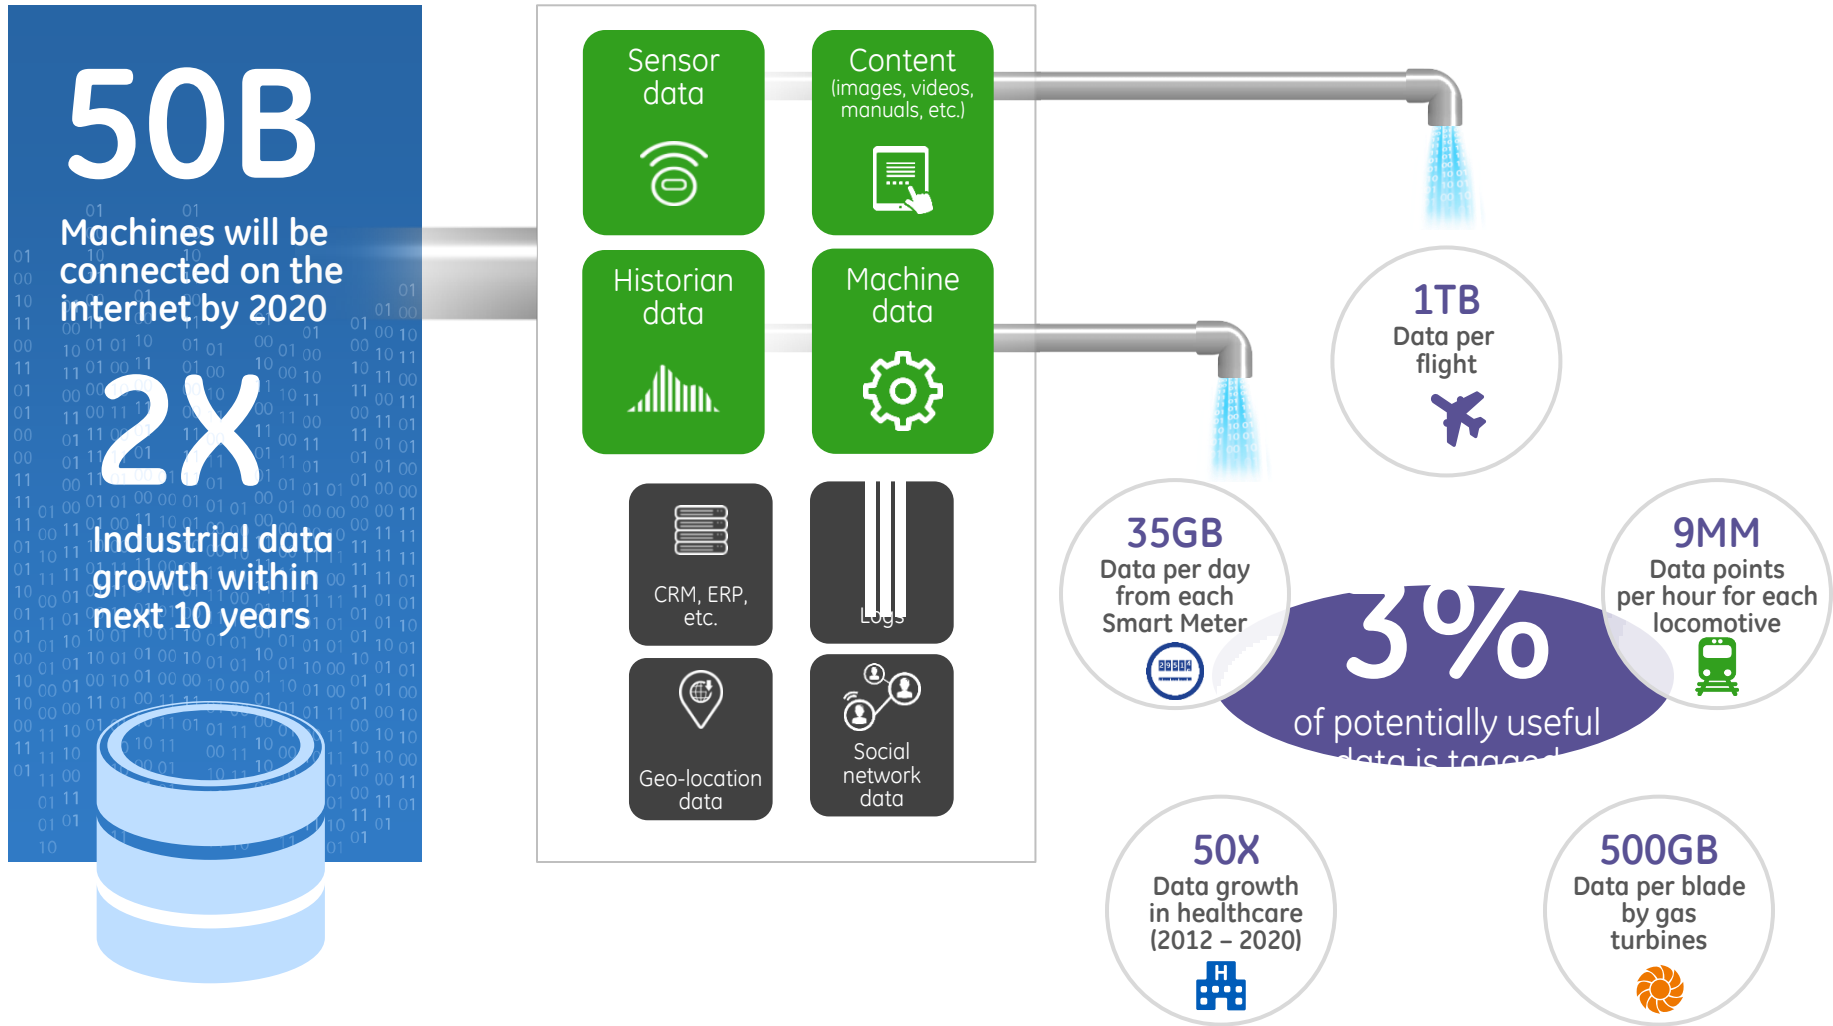 50B
Machines will be
connected on the
internet by 2020
2X
Industrial data
growth within
next 10 years
Sensor
data
Content
(images, videos,
manuals, etc.)
Historian
data
Machine
data
CRM, ERP,
etc.
Logs
Geo-location
data
Social
network
data
1TB
Data per
flight
35GB
Data per day
from each
Smart Meter
9MM
Data points
per hour for each
locomotive
3%
of potentially useful
data is tagged
50X
Data growth
in healthcare
(2012 – 2020)
H
500GB
Data per blade
by gas
turbines